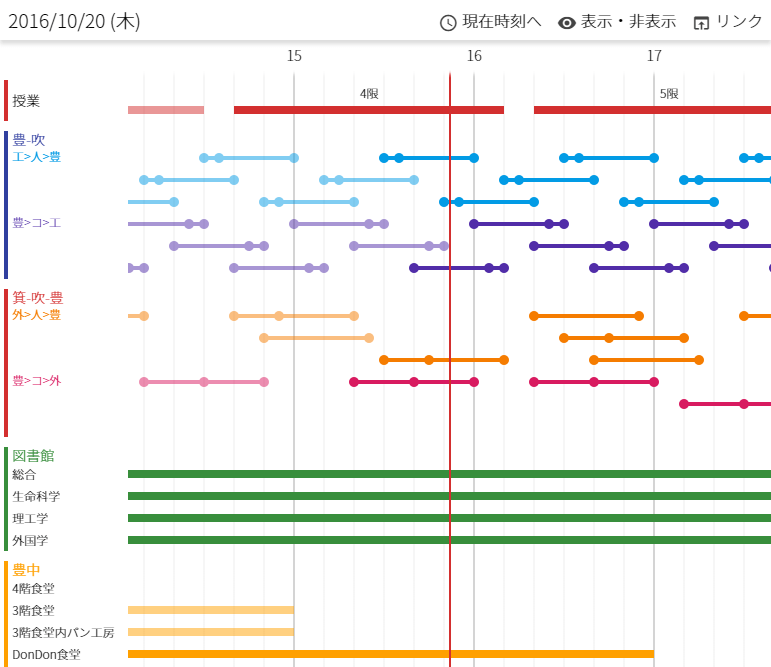 2016/10/20 (木)
現在時刻へ
表示・非表示
リンク
15
16
17
授業
4限
5限
豊-吹
工>人>豊
豊>コ>工
箕-吹-豊
外>人>豊
豊>コ>外
図書館
総合
生命科学
理工学
外国学
豊中
4階食堂
3階食堂
3階食堂内パン工房
DonDon食堂